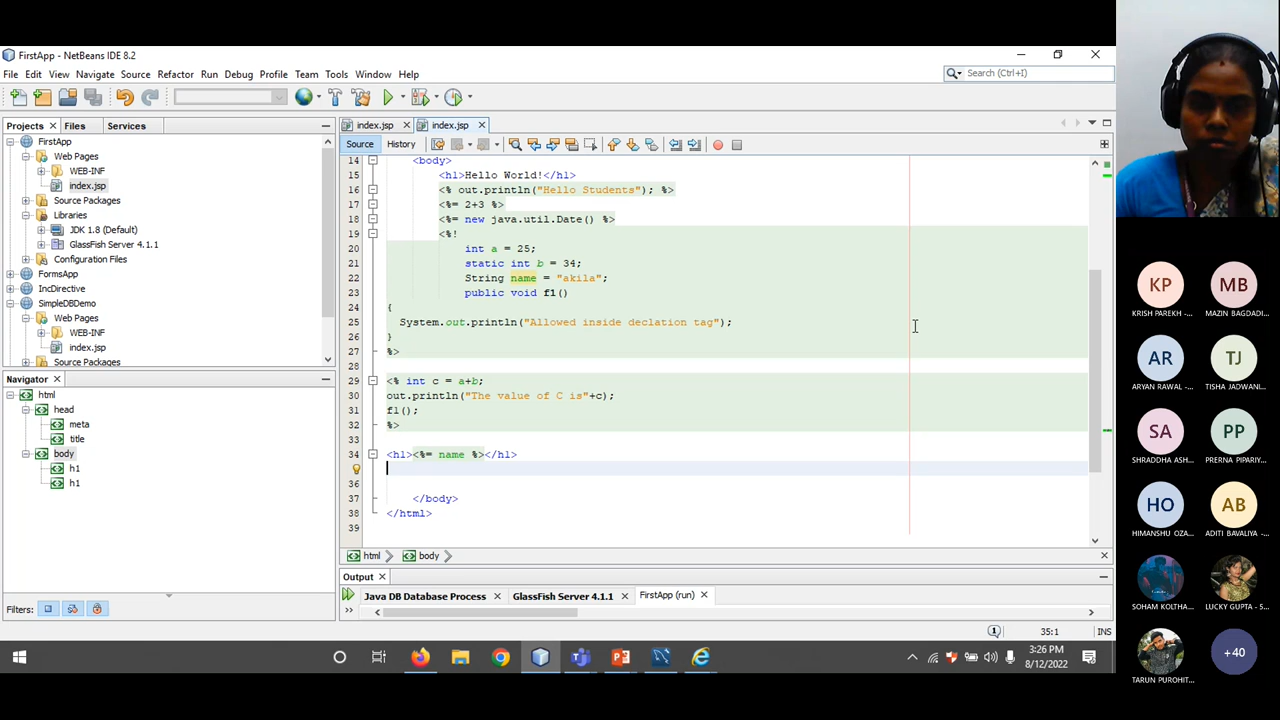 FirstApp - NetBeans IDE 8.2
File Edit View Navigate Source Refactor Run Debug Profile Team Tools Window Help
Search (Ctrl+I)
Projects Files Services
FirstApp
Web Pages
WEB-INF
index.jsp
Source Packages
Libraries
JDK 1.8 (Default)
GlassFish Server 4.1.1
Configuration Files
FormsApp
IncDirective
SimpleDBDemo
Web Pages
WEB-INF
index.jsp
Source Packages
Navigator
html
head
meta
title
body
h1
h1
Filters:
index.jsp index.jsp
Source History
14 <body>
15 <h1>Hello World!</h1>
16 <% out.println("Hello Students"); %>
17 <%= 2+3 %>
18 <%= new java.util.Date() %>
19 <%!
20 int a = 25;
21 static int b = 34;
22 String name = "akila";
23 public void f1()
24 {
25 System.out.println("Allowed inside declation tag");
26 }
27 %>
28
29 <% int c = a+b;
30 out.println("The value of C is"+c);
31 f1();
32 %>
33
34 <h1><%= name %></h1>
36
37 </body>
38 </html>
39
html body
Output
Java DB Database Process GlassFish Server 4.1.1 FirstApp (run)
1 35:1 INS
3:26 PM
8/12/2022
KP MB
KRISH PAREKH -... MAZIN BAGDADI...
AR TJ
ARYAN RAWAL -... TISHA JADWANI...
SA PP
SHRADDHA ASH... PRERNA PIPARIY...
HO AB
HIMANSHU OZA... ADITI BAVALIYA -...
SOHAM KOLTHA... LUCKY GUPTA - 5...
+40
TARUN PUROHIT...